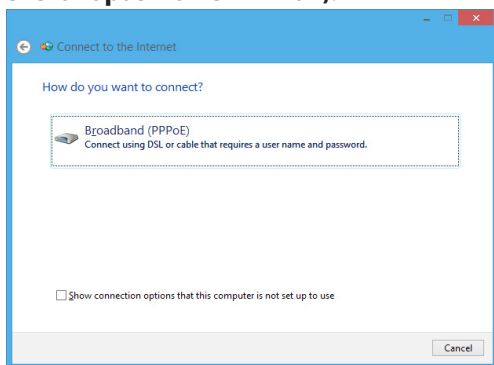 Connect to the Internet
How do you want to connect?
Broadband (PPPoE)
Connect using DSL or cable that requires a user name and password.
Show connection options that this computer is not set up to use
Cancel